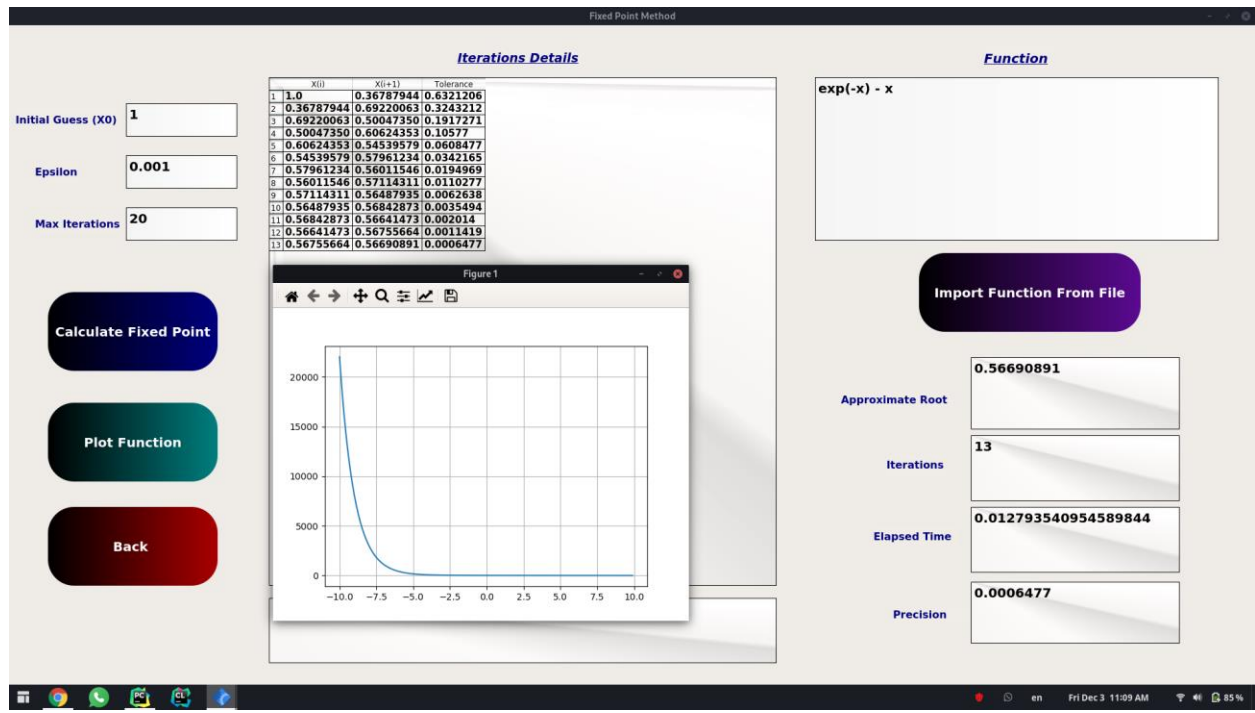 Fixed Point Method
Iterations Details
Function
Initial Guess (X0)
1
Epsilon
0.001
Max Iterations
20
Calculate Fixed Point
Plot Function
Back
X(i) X(i+1) Tolerance
1 1.0 0.36787944 0.6321206
2 0.36787944 0.69220063 0.3243212
3 0.69220063 0.50047350 0.1917271
4 0.50047350 0.60624353 0.10577
5 0.60624353 0.54539579 0.0608477
6 0.54539579 0.57961234 0.0342165
7 0.57961234 0.56011546 0.0194969
8 0.56011546 0.57114311 0.0110277
9 0.57114311 0.56487935 0.0062638
10 0.56487935 0.56842873 0.0035494
11 0.56842873 0.56641473 0.002014
12 0.56641473 0.56755664 0.0011419
13 0.56755664 0.56690891 0.0006477
Figure 1
20000
15000
10000
5000
0
−10.0 −7.5 −5.0 −2.5 0.0 2.5 5.0 7.5 10.0
exp(-x) - x
Import Function From File
Approximate Root
0.56690891
Iterations
13
Elapsed Time
0.012793540954589844
Precision
0.0006477
PC CL
en Fri Dec 3 11:09 AM 85 %